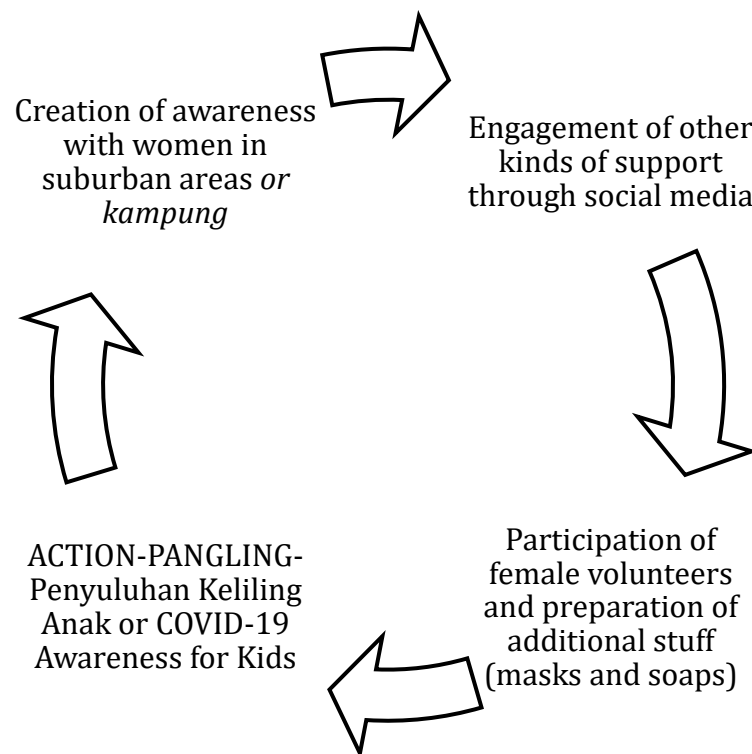 Creation of awareness
with women in
suburban areas or
kampung
Engagement of other
kinds of support
through social media
Participation of
female volunteers
and preparation of
additional stuff
(masks and soaps)
ACTION-PANGLING-
Penyuluhan Keliling
Anak or COVID-19
Awareness for Kids